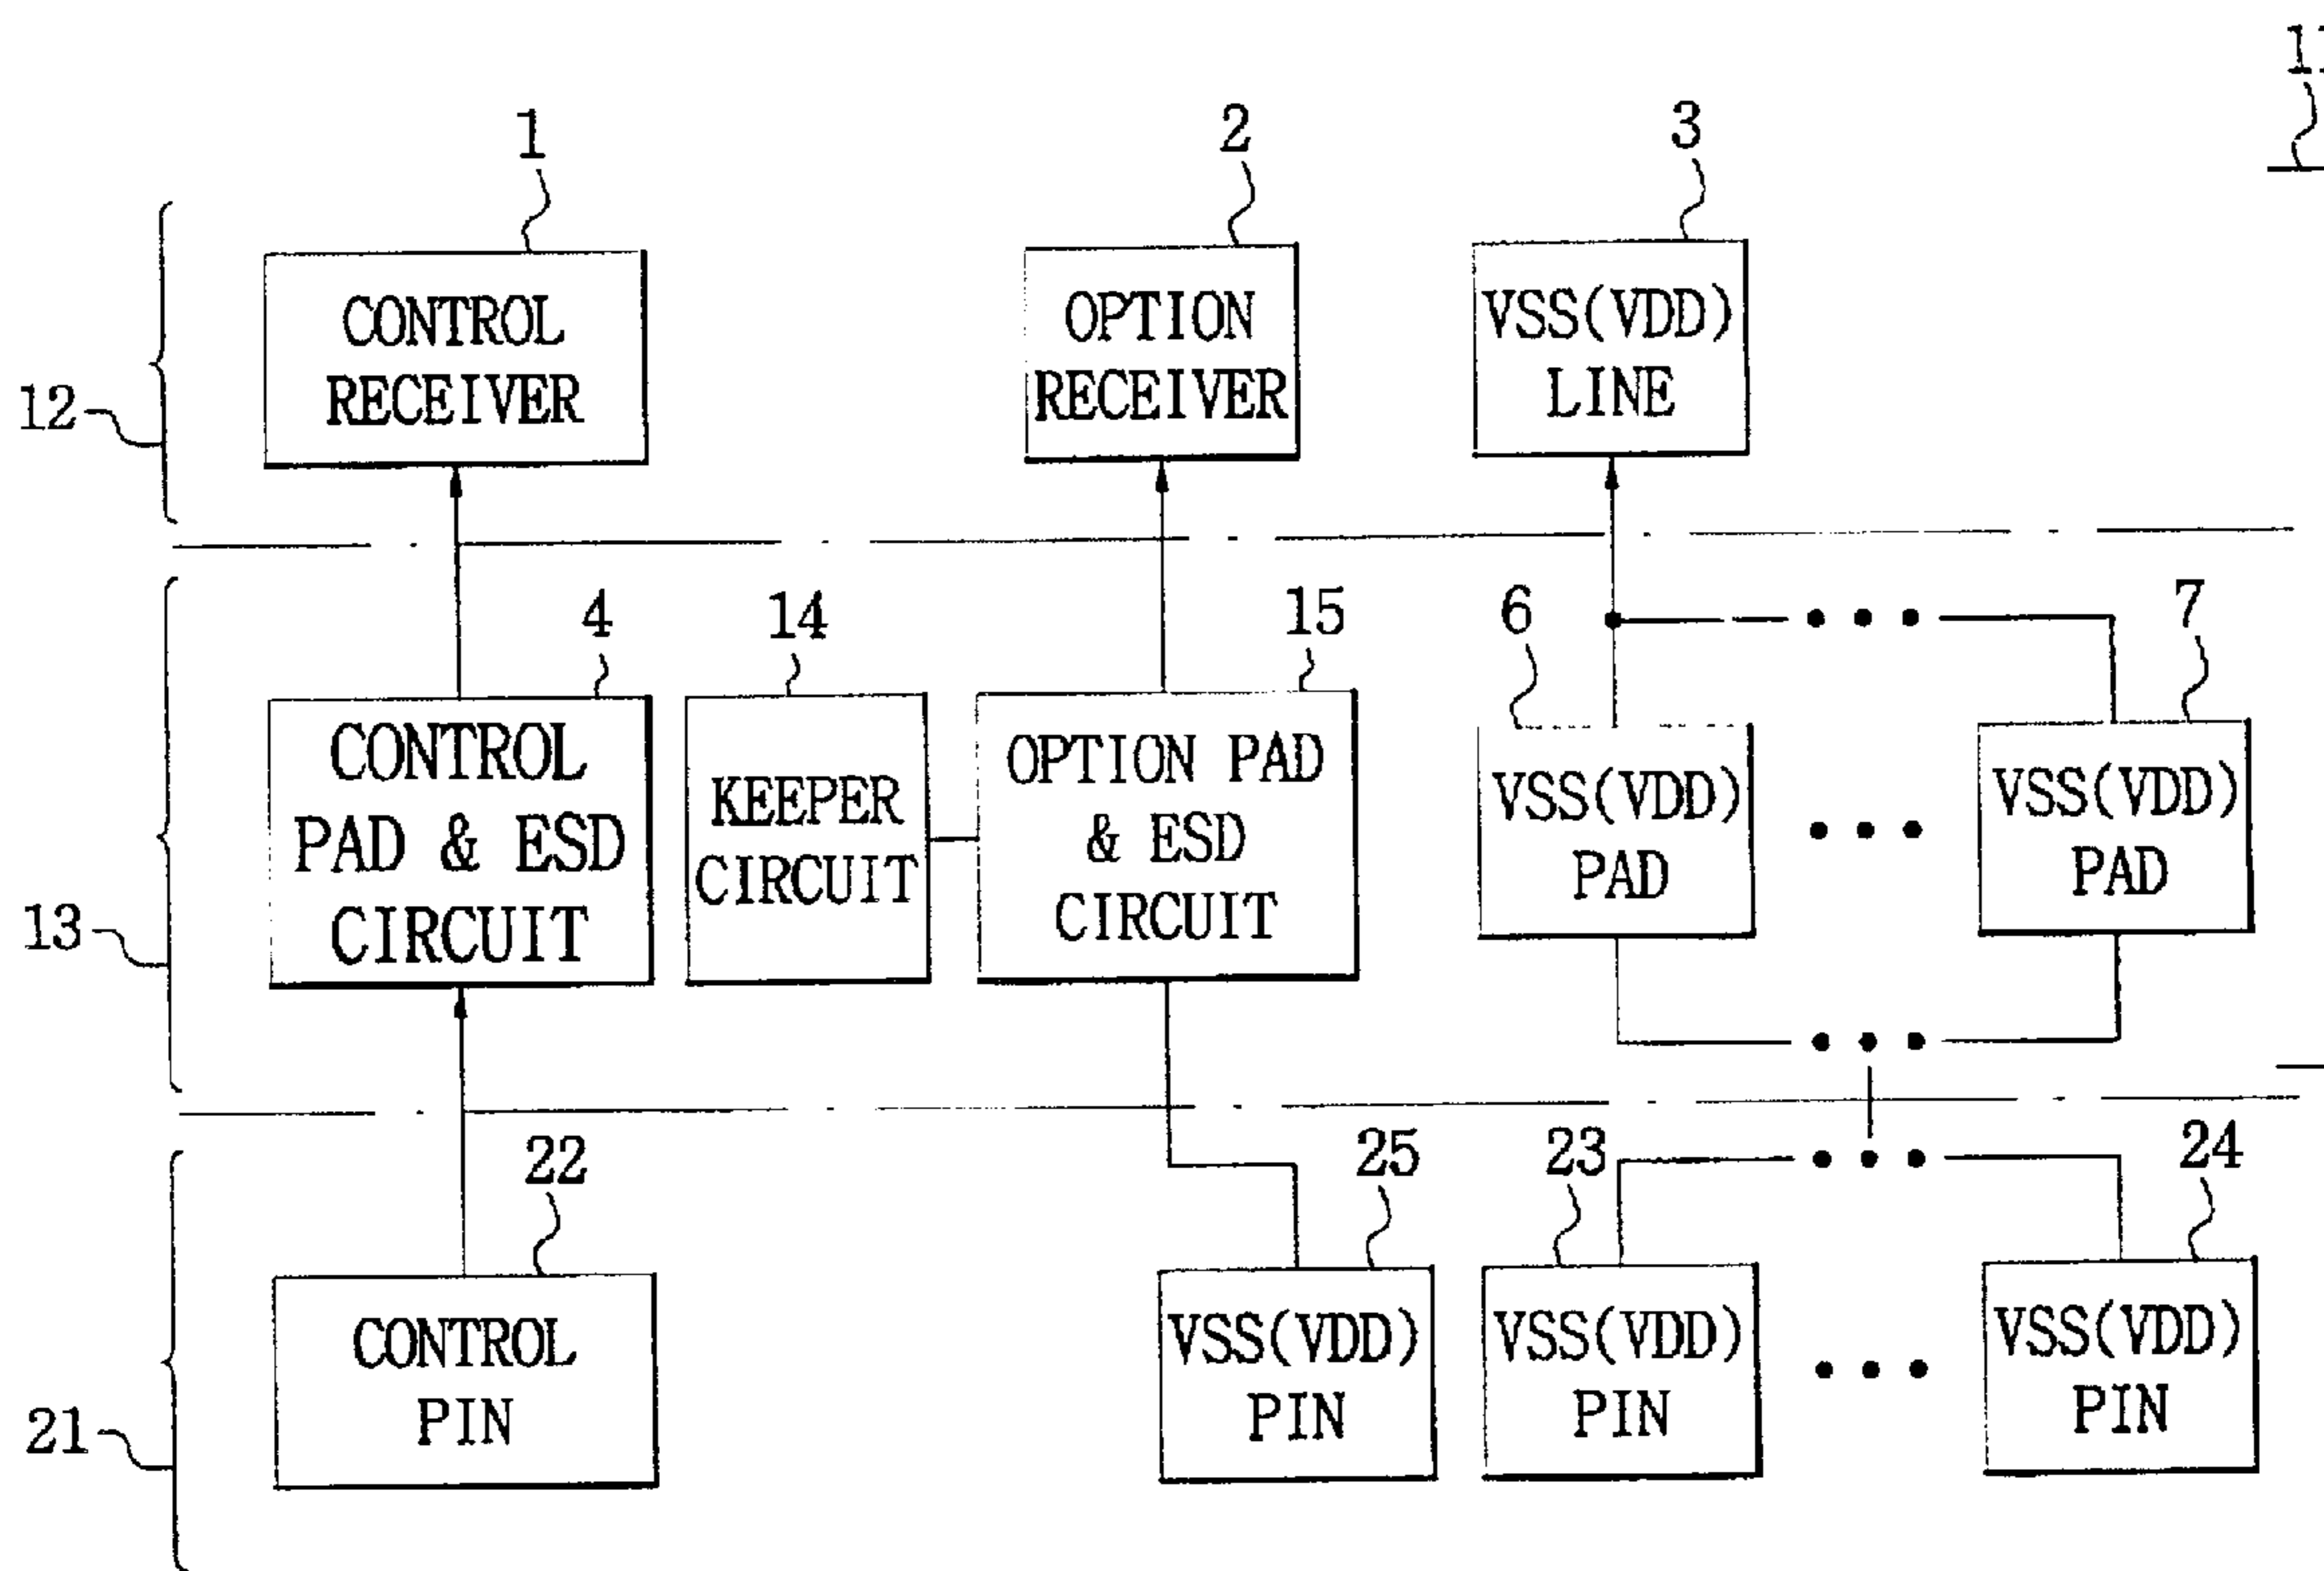 1
2
3
CONTROL
RECEIVER
OPTION
RECEIVER
VSS(VDD)
LINE
12
4
14
15
6
7
CONTROL
PAD & ESD
CIRCUIT
KEEPER
CIRCUIT
OPTION PAD
& ESD
CIRCUIT
VSS(VDD)
PAD
VSS(VDD)
PAD
13
22
25
23
24
CONTROL
PIN
VSS(VDD)
PIN
VSS(VDD)
PIN
VSS(VDD)
PIN
21